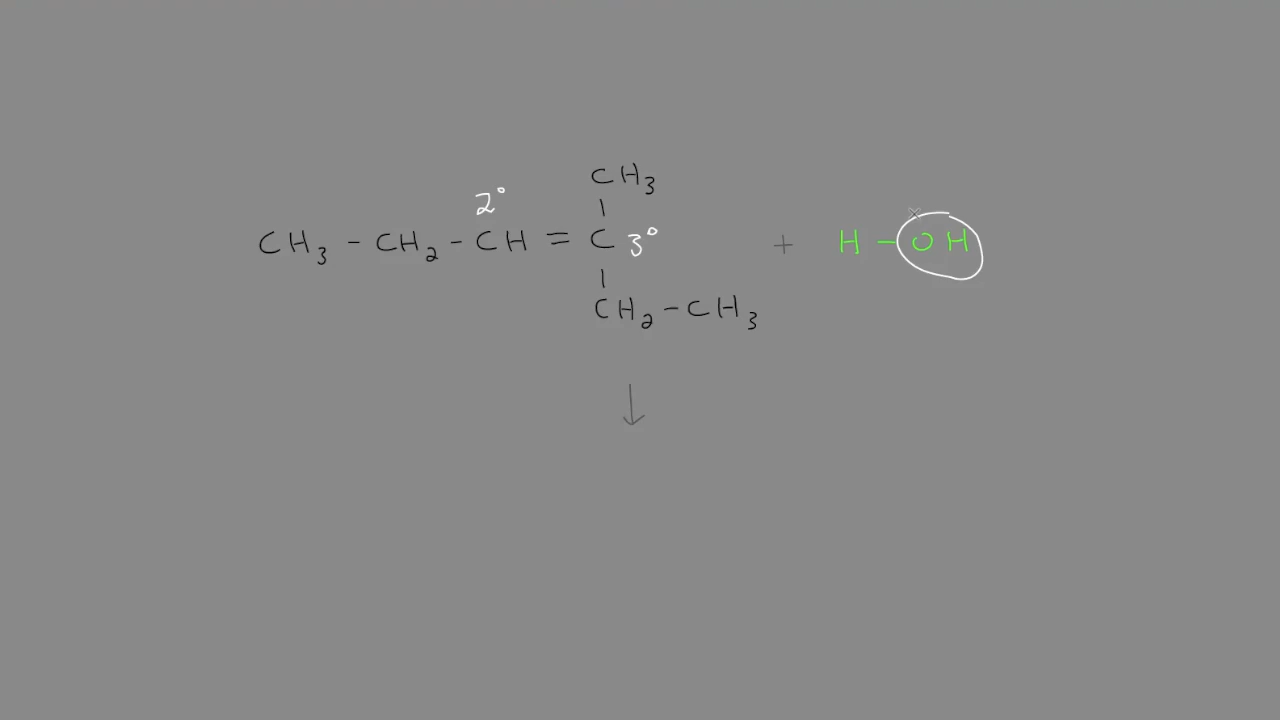 CH₃
2°
CH₃ - CH₂ - CH = C 3° + H - OH
CH₂ - CH₃